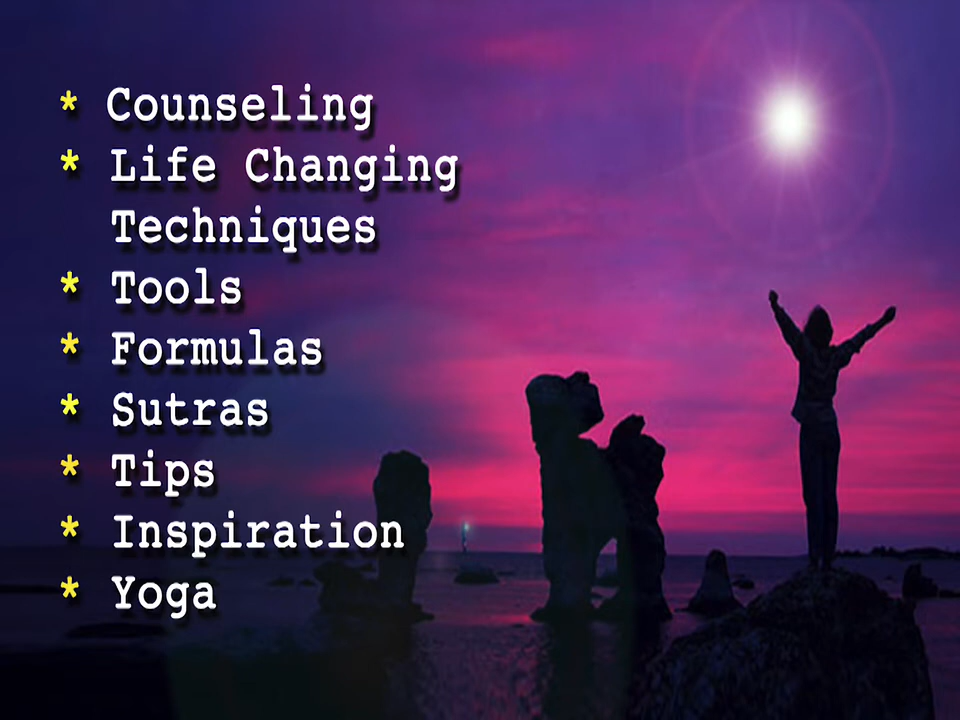 * Counseling
* Life Changing
Techniques
* Tools
* Formulas
* Sutras
* Tips
* Inspiration
* Yoga